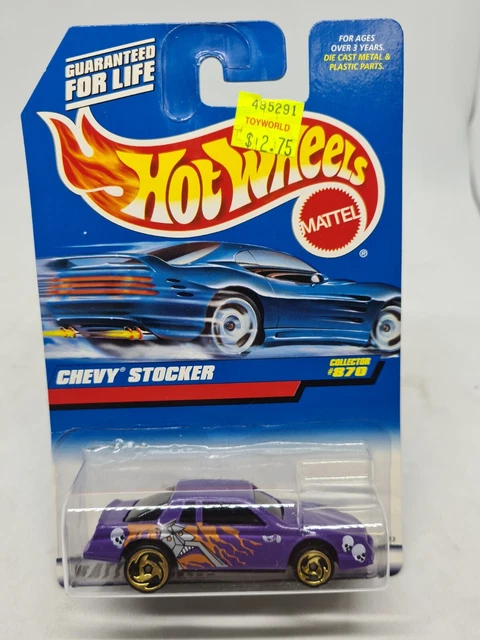 GUARANTEED
FOR LIFE
FOR AGES
OVER 3 YEARS.
DIE CAST METAL &
PLASTIC PARTS.
495291
TOYWORLD
$12.75
HOT WHEELS
MATTEL
®
CHEVY® STOCKER
COLLECTOR
#870